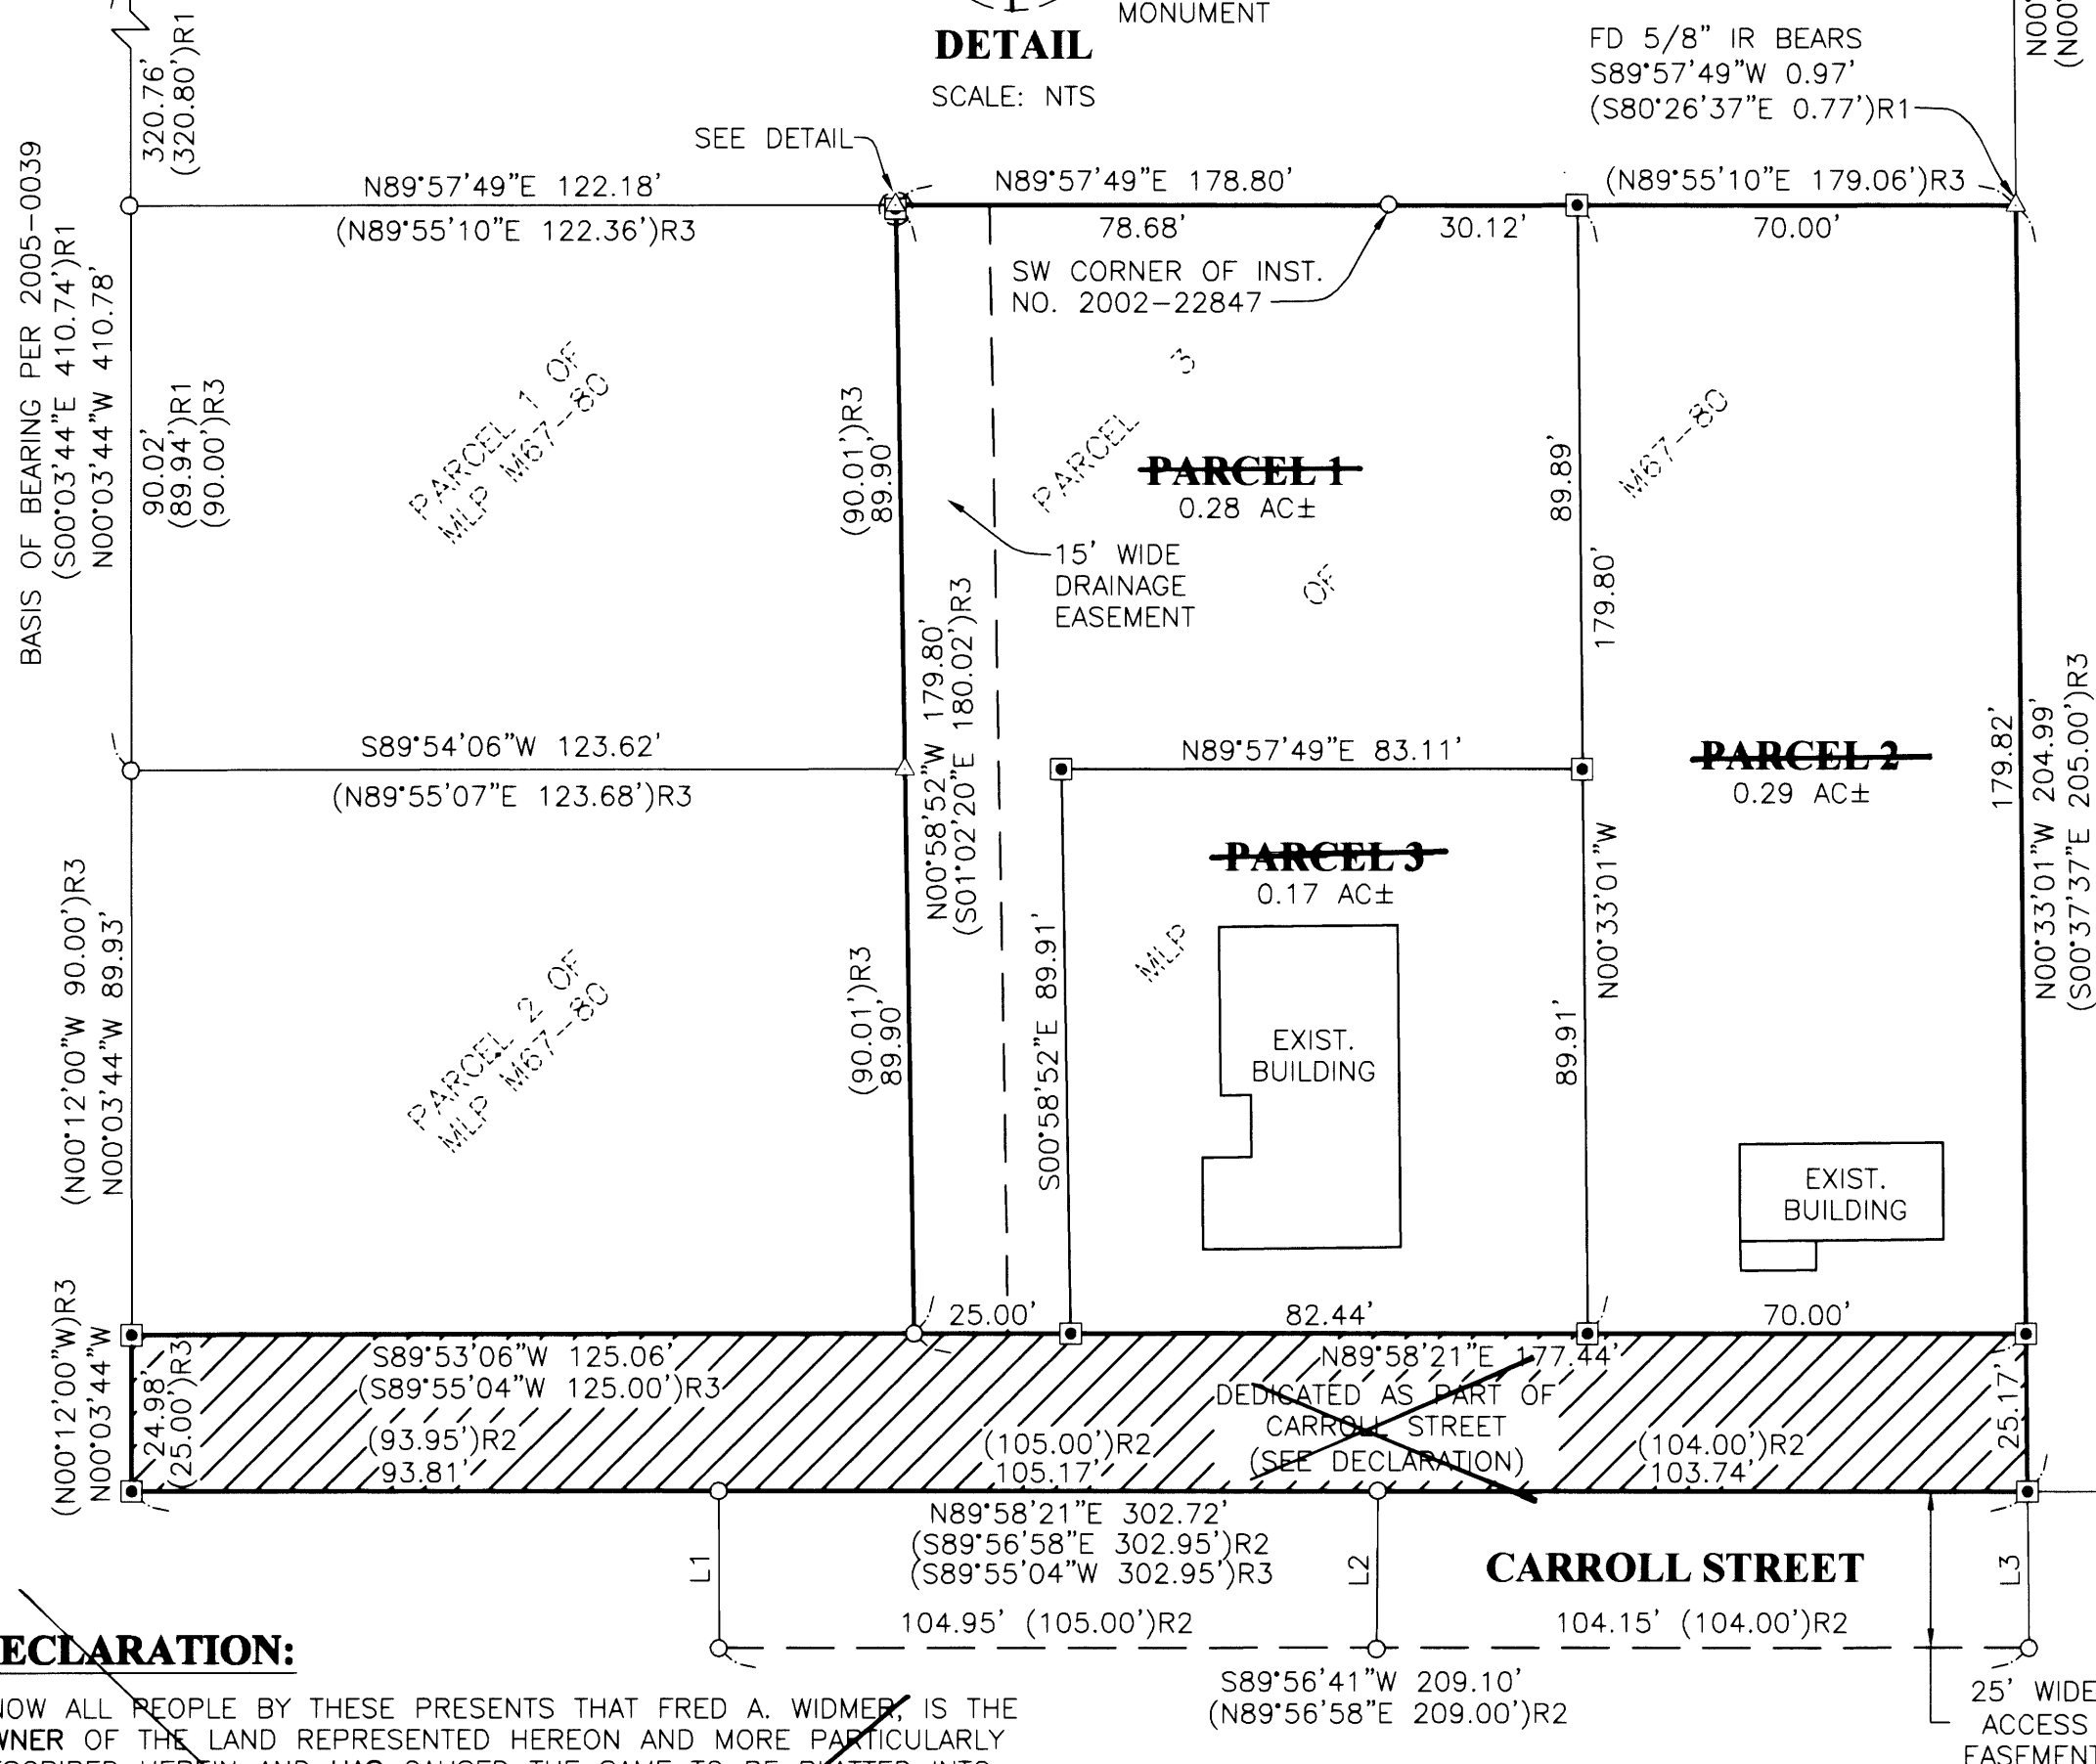 MONUMENT
DETAIL
SCALE: NTS
FD 5/8" IR BEARS
S89°57'49"W 0.97'
(S80°26'37"E 0.77')R1
N00°
(N00°
320.76'
(320.80')R1
SEE DETAIL
N89°57'49"E 122.18'
(N89°55'10"E 122.36')R3
N89°57'49"E 178.80'
(N89°55'10"E 179.06')R3
78.68'
30.12'
70.00'
SW CORNER OF INST.
NO. 2002-22847
BASIS OF BEARING PER 2005-0039
(S00°03'44"E 410.74')R1
N00°03'44"W 410.78'
90.02'
(89.94')R1
(90.00')R3
PARCEL 1 OF
MLP M67-80
(90.01')R3
89.90'
PARCEL 3
OF
MLP
M67-80
PARCEL 1
0.28 AC±
15' WIDE
DRAINAGE
EASEMENT
89.89'
179.80'
N00°58'52"W 179.80'
(S01°02'20"E 180.02')R3
S89°54'06"W 123.62'
(N89°55'07"E 123.68')R3
N89°57'49"E 83.11'
PARCEL 2
0.29 AC±
179.82'
N00°33'01"W 204.99'
(S00°37'37"E 205.00')R3
PARCEL 3
0.17 AC±
N00°33'01"W
(N00°12'00"W 90.00')R3
N00°03'44"W 89.93'
PARCEL 2 OF
MLP M67-80
(90.01')R3
89.90'
S00°58'52"E 89.91'
EXIST.
BUILDING
89.91'
EXIST.
BUILDING
25.00'
82.44'
70.00'
(N00°12'00"W)R3
N00°03'44"W
24.98'
(25.00')R3
S89°53'06"W 125.06'
(S89°55'04"W 125.00')R3
N89°58'21"E 177.44'
DEDICATED AS PART OF
CARROLL STREET
(SEE DECLARATION)
25.17'
(93.95')R2
93.81'
(105.00')R2
105.17'
(104.00')R2
103.74'
N89°58'21"E 302.72'
(S89°56'58"E 302.95')R2
(S89°55'04"W 302.95')R3
L1
L2
L3
CARROLL STREET
104.95' (105.00')R2
104.15' (104.00')R2
S89°56'41"W 209.10'
(N89°56'58"E 209.00')R2
25' WIDE
ACCESS
EASEMENT
ECLARATION:
NOW ALL PEOPLE BY THESE PRESENTS THAT FRED A. WIDMER, IS THE
WNER OF THE LAND REPRESENTED HEREON AND MORE PARTICULARLY
SCRIBED HEREIN AND HAS CAUSED THE SAME TO BE PLATTED INTO